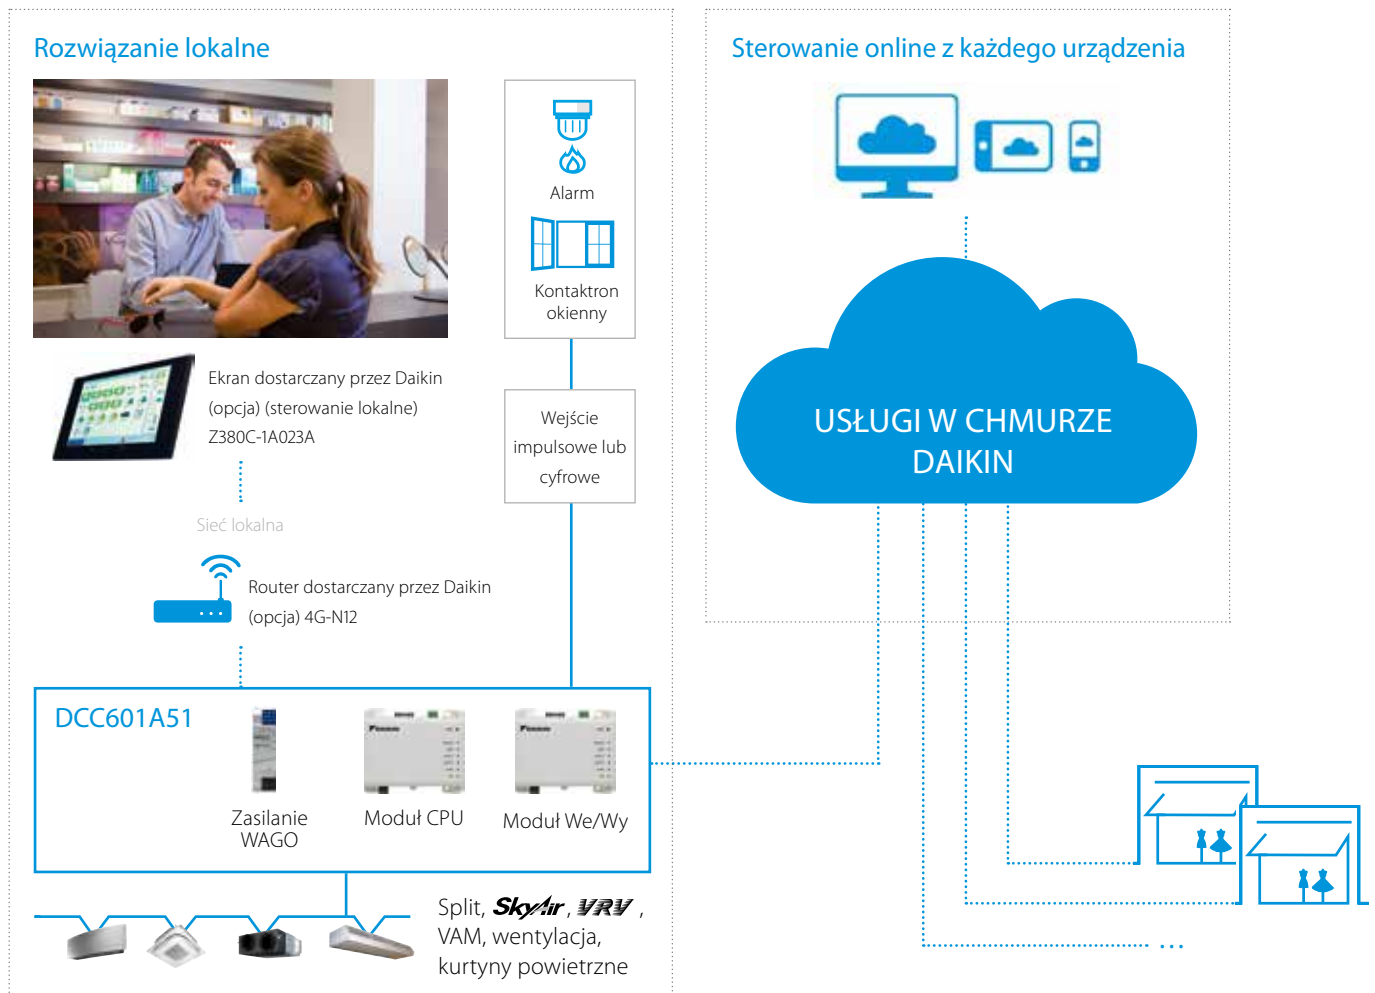 Rozwiązanie lokalne
Alarm
Kontaktron
okienny
Ekran dostarczany przez Daikin
(opcja) (sterowanie lokalne)
Z380C-1A023A
Wejście
impulsowe lub
cyfrowe
Sieć lokalna
Router dostarczany przez Daikin
(opcja) 4G-N12
DCC601A51
Zasilanie
WAGO
Moduł CPU
Moduł We/Wy
Split, SkyAir, VRV,
VAM, wentylacja,
kurtyny powietrzne
Sterowanie online z każdego urządzenia
USŁUGI W CHMURZE
DAIKIN
...